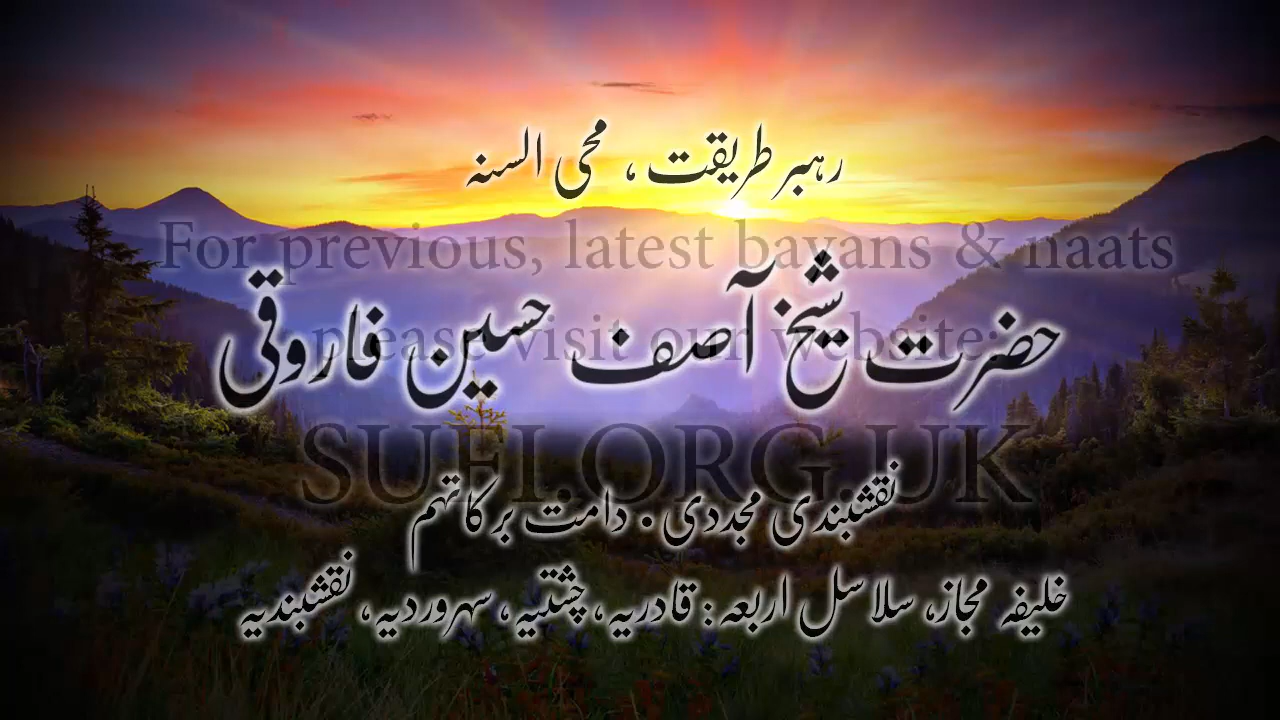 رہبر طریقت، محی السنہ
For previous, latest bayans & naats
حضرت شیخ آصف حسین فاروقی
please visit our website:
SUFI.ORG.UK
نقشبندی مجددی۔ دامت برکاتہم
خلیفہ مجاز، سلاسل اربعہ: قادریہ، چشتیہ، سہروردیہ، نقشبندیہ